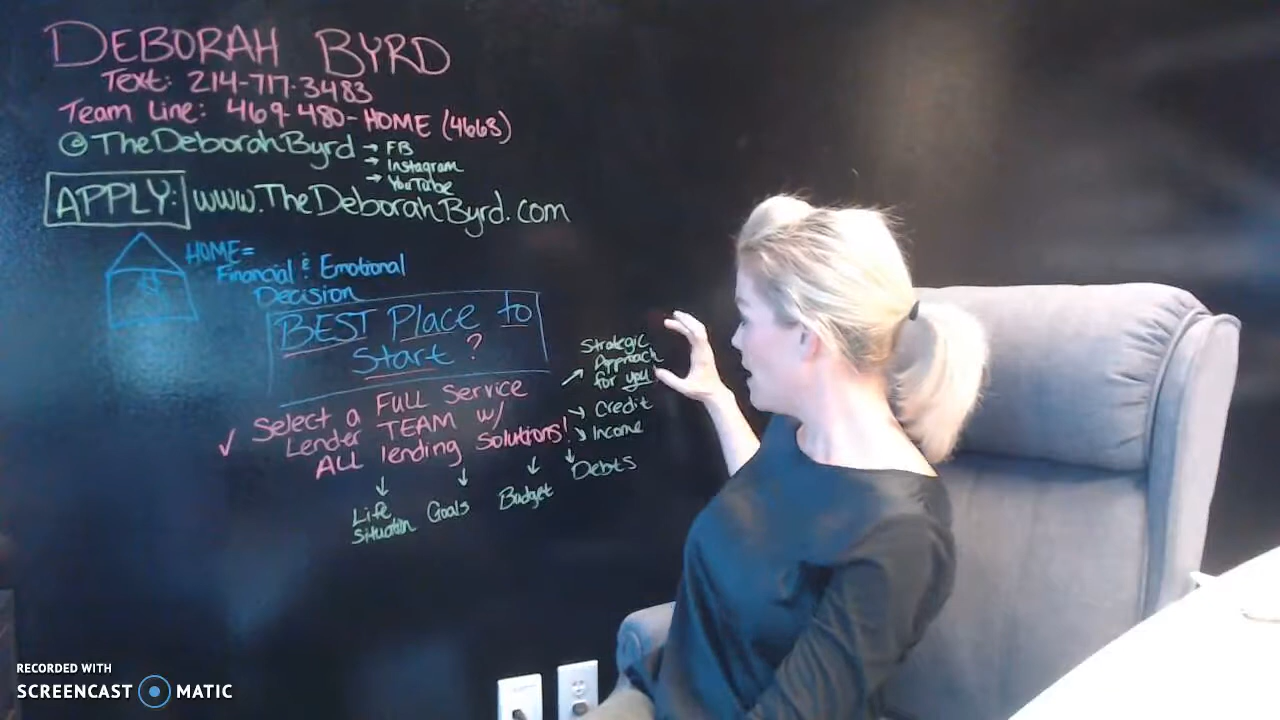 DEBORAH BYRD
Text: 214-717-3483
Team Line: 469-480-HOME (4663)
@TheDeborahByrd → FB
→ Instagram
→ YouTube
APPLY: www.TheDeborahByrd.com
HOME=
Financial & Emotional
Decision
BEST Place to
Start?
✓ Select a FULL Service
Lender TEAM w/
ALL lending Solutions!
↗ Strategic
Approach
for you
↘ Credit
↘ Income
↓ Debts
↓ Budget
↓ Goals
↓ Life
Situation
RECORDED WITH
SCREENCAST MATIC